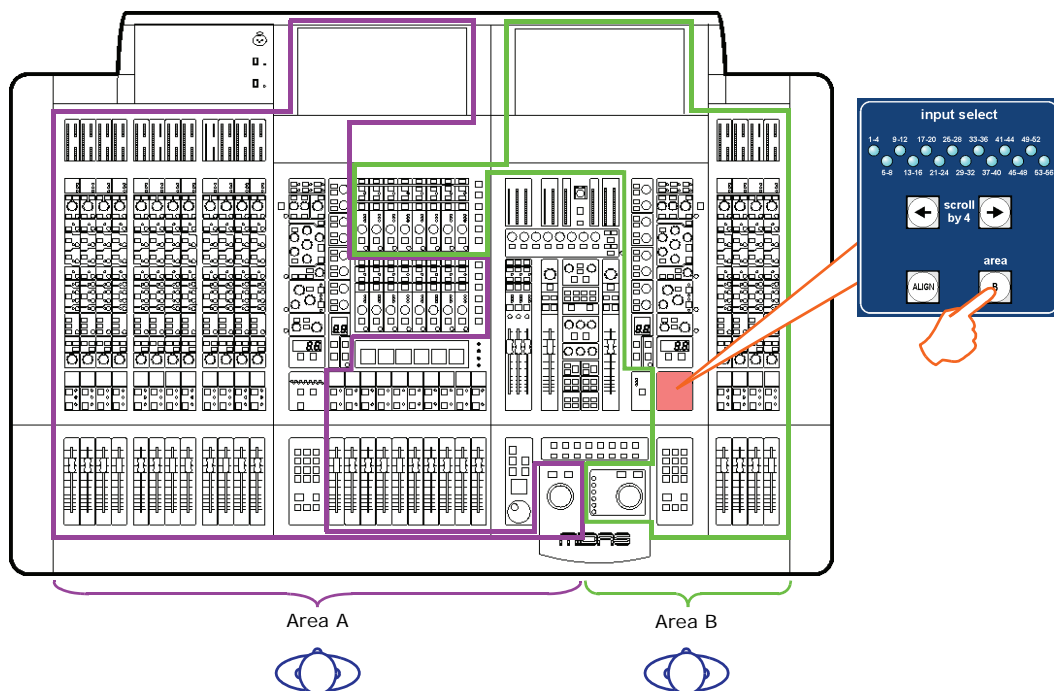 input select
1-4 9-12 17-20 25-28 33-36 41-44 49-52
5-8 13-16 21-24 29-32 37-40 45-48 53-56
scroll
by 4
area
ALIGN B
MIDAS
Area A Area B